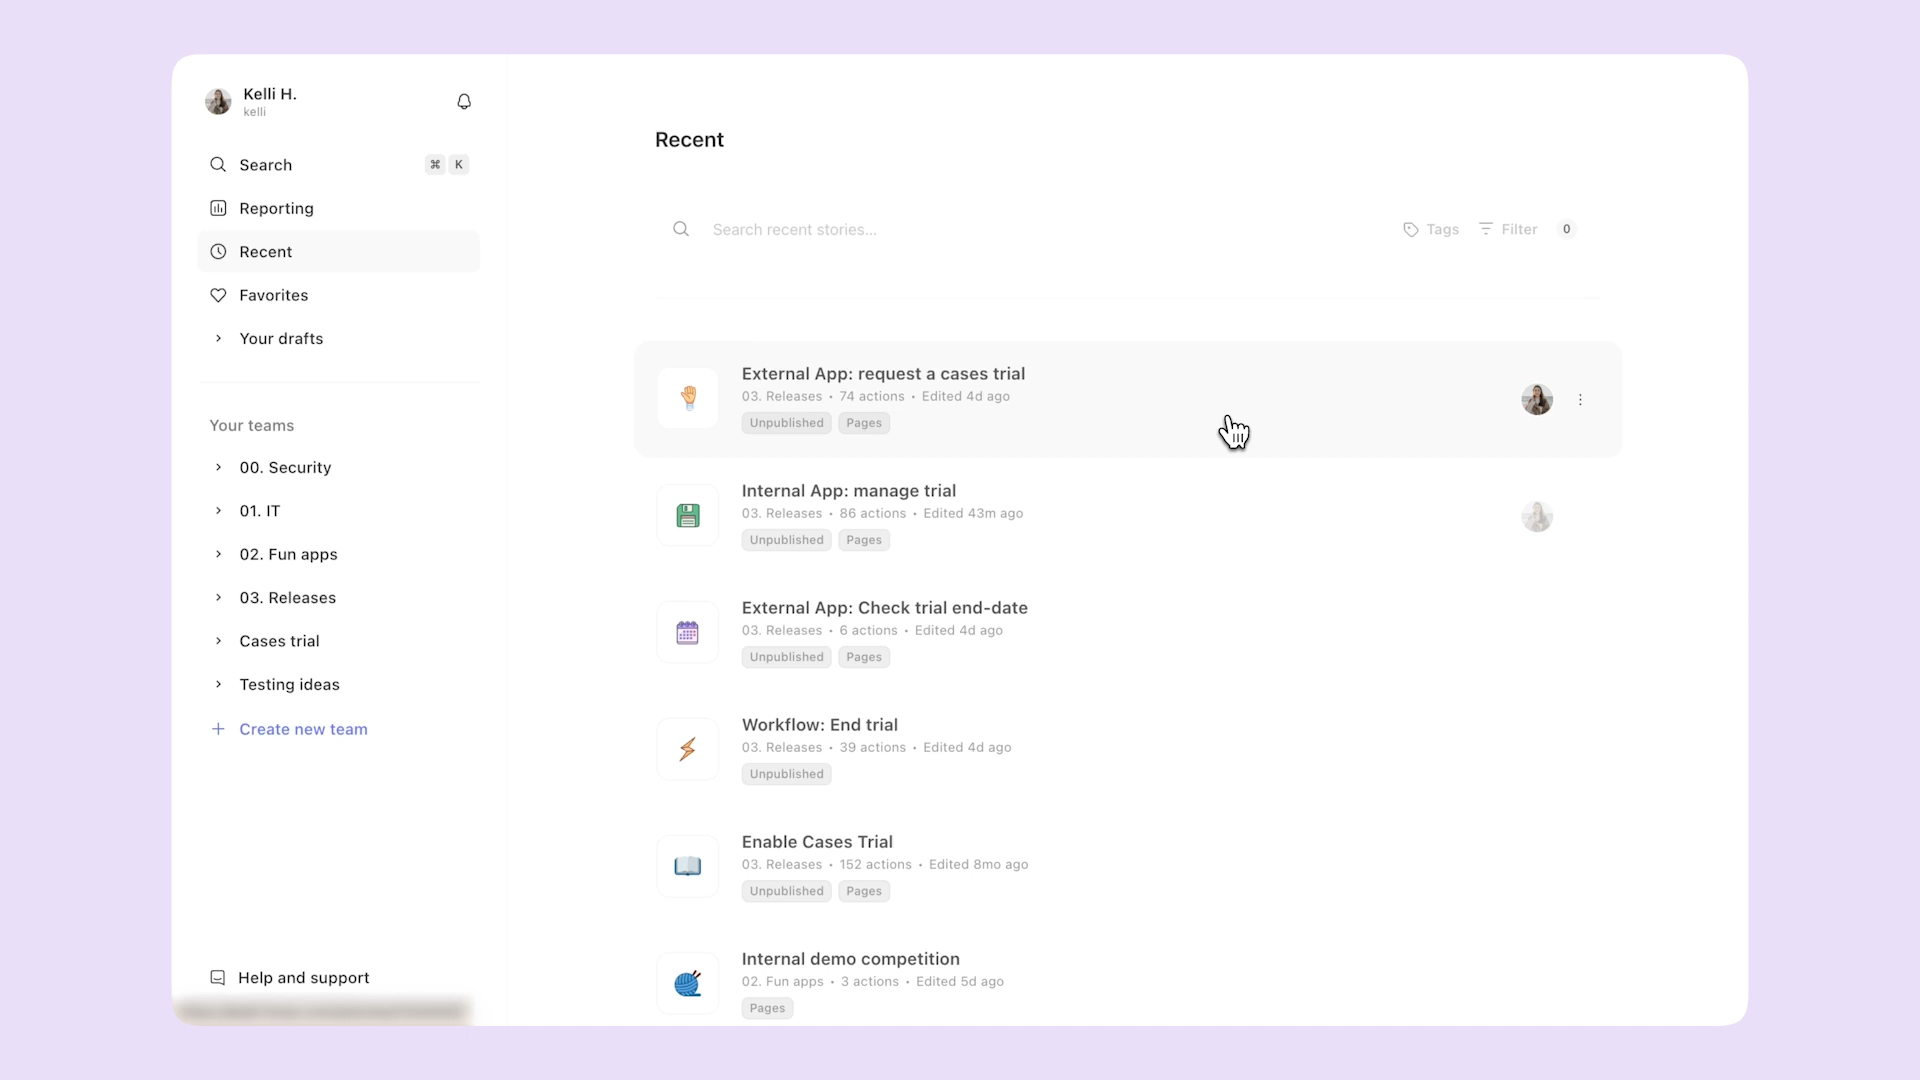 Kelli H.
kelli
Search ⌘ K
Reporting
Recent
Favorites
Your drafts
Your teams
00. Security
01. IT
02. Fun apps
03. Releases
Cases trial
Testing ideas
Create new team
Help and support
Recent
Search recent stories...
Tags Filter 0
External App: request a cases trial
03. Releases • 74 actions • Edited 4d ago
Unpublished Pages
Internal App: manage trial
03. Releases • 86 actions • Edited 43m ago
Unpublished Pages
External App: Check trial end-date
03. Releases • 6 actions • Edited 4d ago
Unpublished Pages
Workflow: End trial
03. Releases • 39 actions • Edited 4d ago
Unpublished
Enable Cases Trial
03. Releases • 152 actions • Edited 8mo ago
Unpublished Pages
Internal demo competition
02. Fun apps • 3 actions • Edited 5d ago
Pages